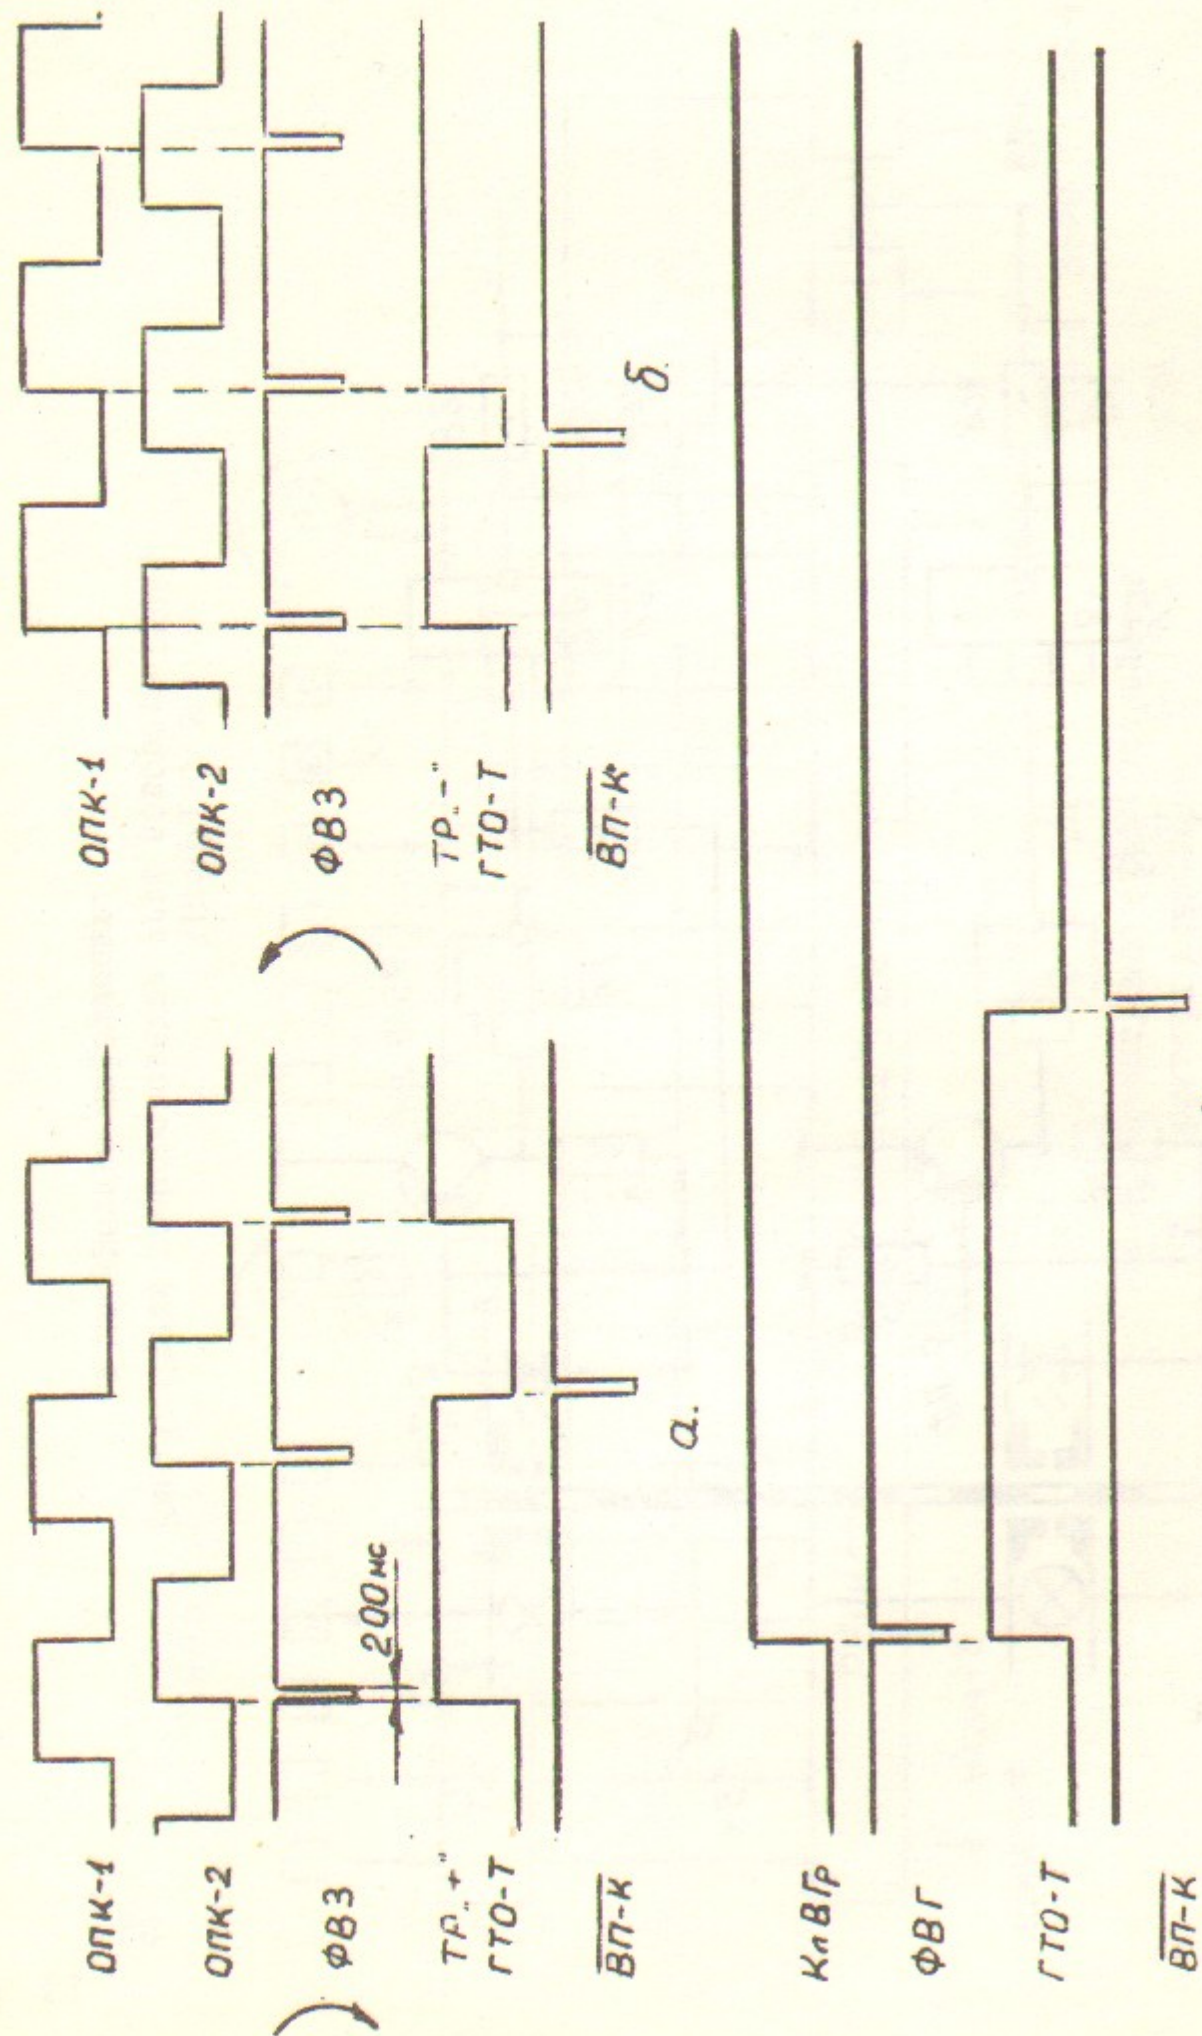 ОПК-1
ОПК-2
ФВЗ
200нс
ТР„+"
ГТО-Т
ВП-К
а.
ОПК-1
ОПК-2
ФВЗ
ТР„-"
ГТО-Т
ВП-К
б.
КлВГр
ФВГ
ГТО-Т
ВП-К